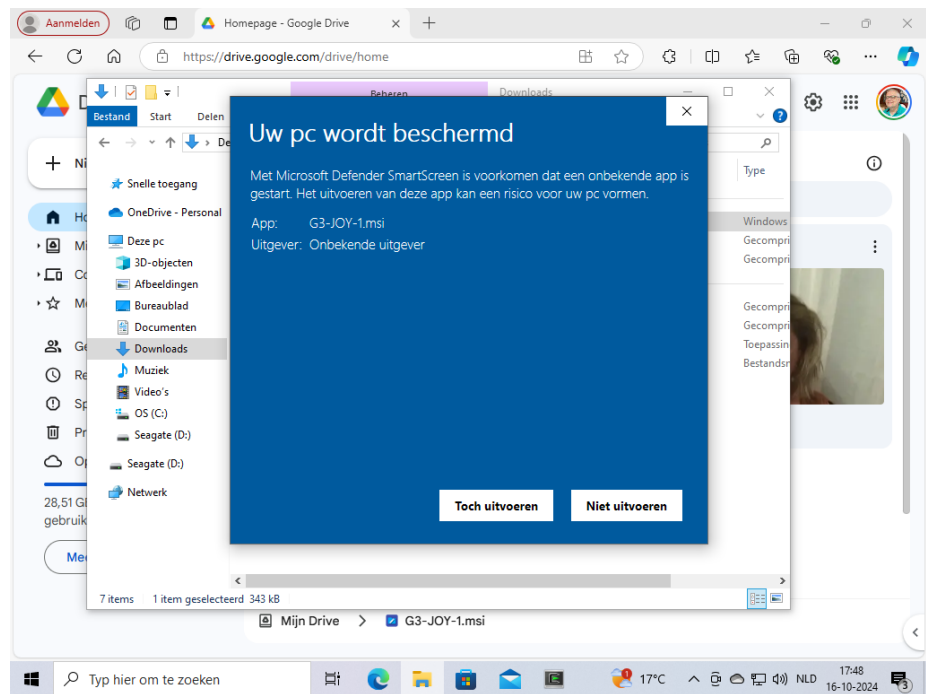 Aanmelden
Homepage - Google Drive
https://drive.google.com/drive/home
Beheren
Downloads
Bestand Start Delen
Snelle toegang
OneDrive - Personal
Deze pc
3D-objecten
Afbeeldingen
Bureaublad
Documenten
Downloads
Muziek
Video's
OS (C:)
Seagate (D:)
Seagate (D:)
Netwerk
Uw pc wordt beschermd
Met Microsoft Defender SmartScreen is voorkomen dat een onbekende app is
gestart. Het uitvoeren van deze app kan een risico voor uw pc vormen.
App: G3-JOY-1.msi
Uitgever: Onbekende uitgever
Toch uitvoeren Niet uitvoeren
Type
Windows
Gecompri
Gecompri
Gecompri
Gecompri
Toepassin
Bestandsr
28,51 GB
gebruik
7 items 1 item geselecteerd 343 kB
Mijn Drive > G3-JOY-1.msi
Typ hier om te zoeken
17°C
NLD
17:48
16-10-2024
3